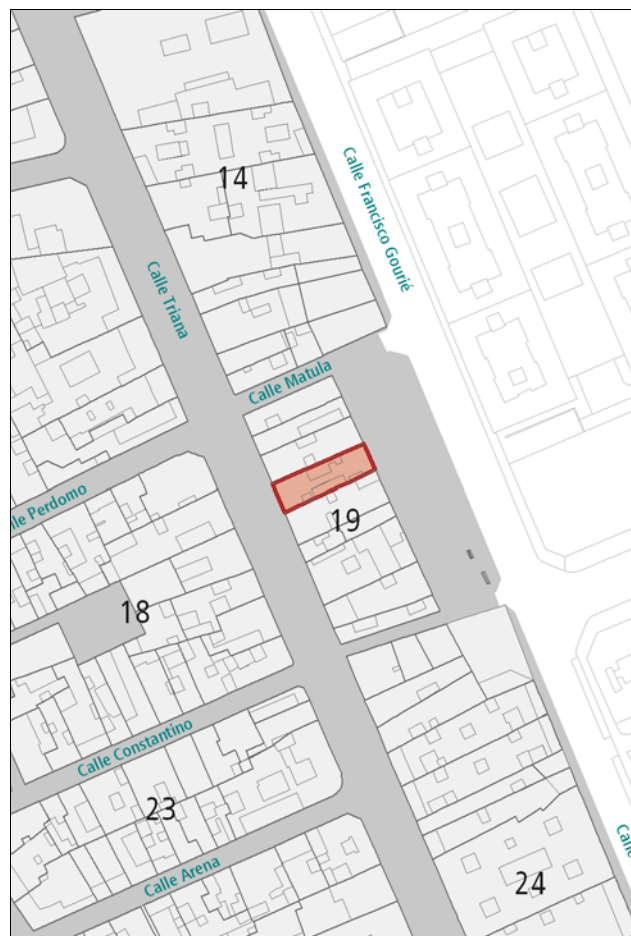 14
Calle Francisco Gourié
Calle Triana
Calle Matula
lle Perdomo
19
18
Calle Constantino
23
Calle Arena
24
Calle